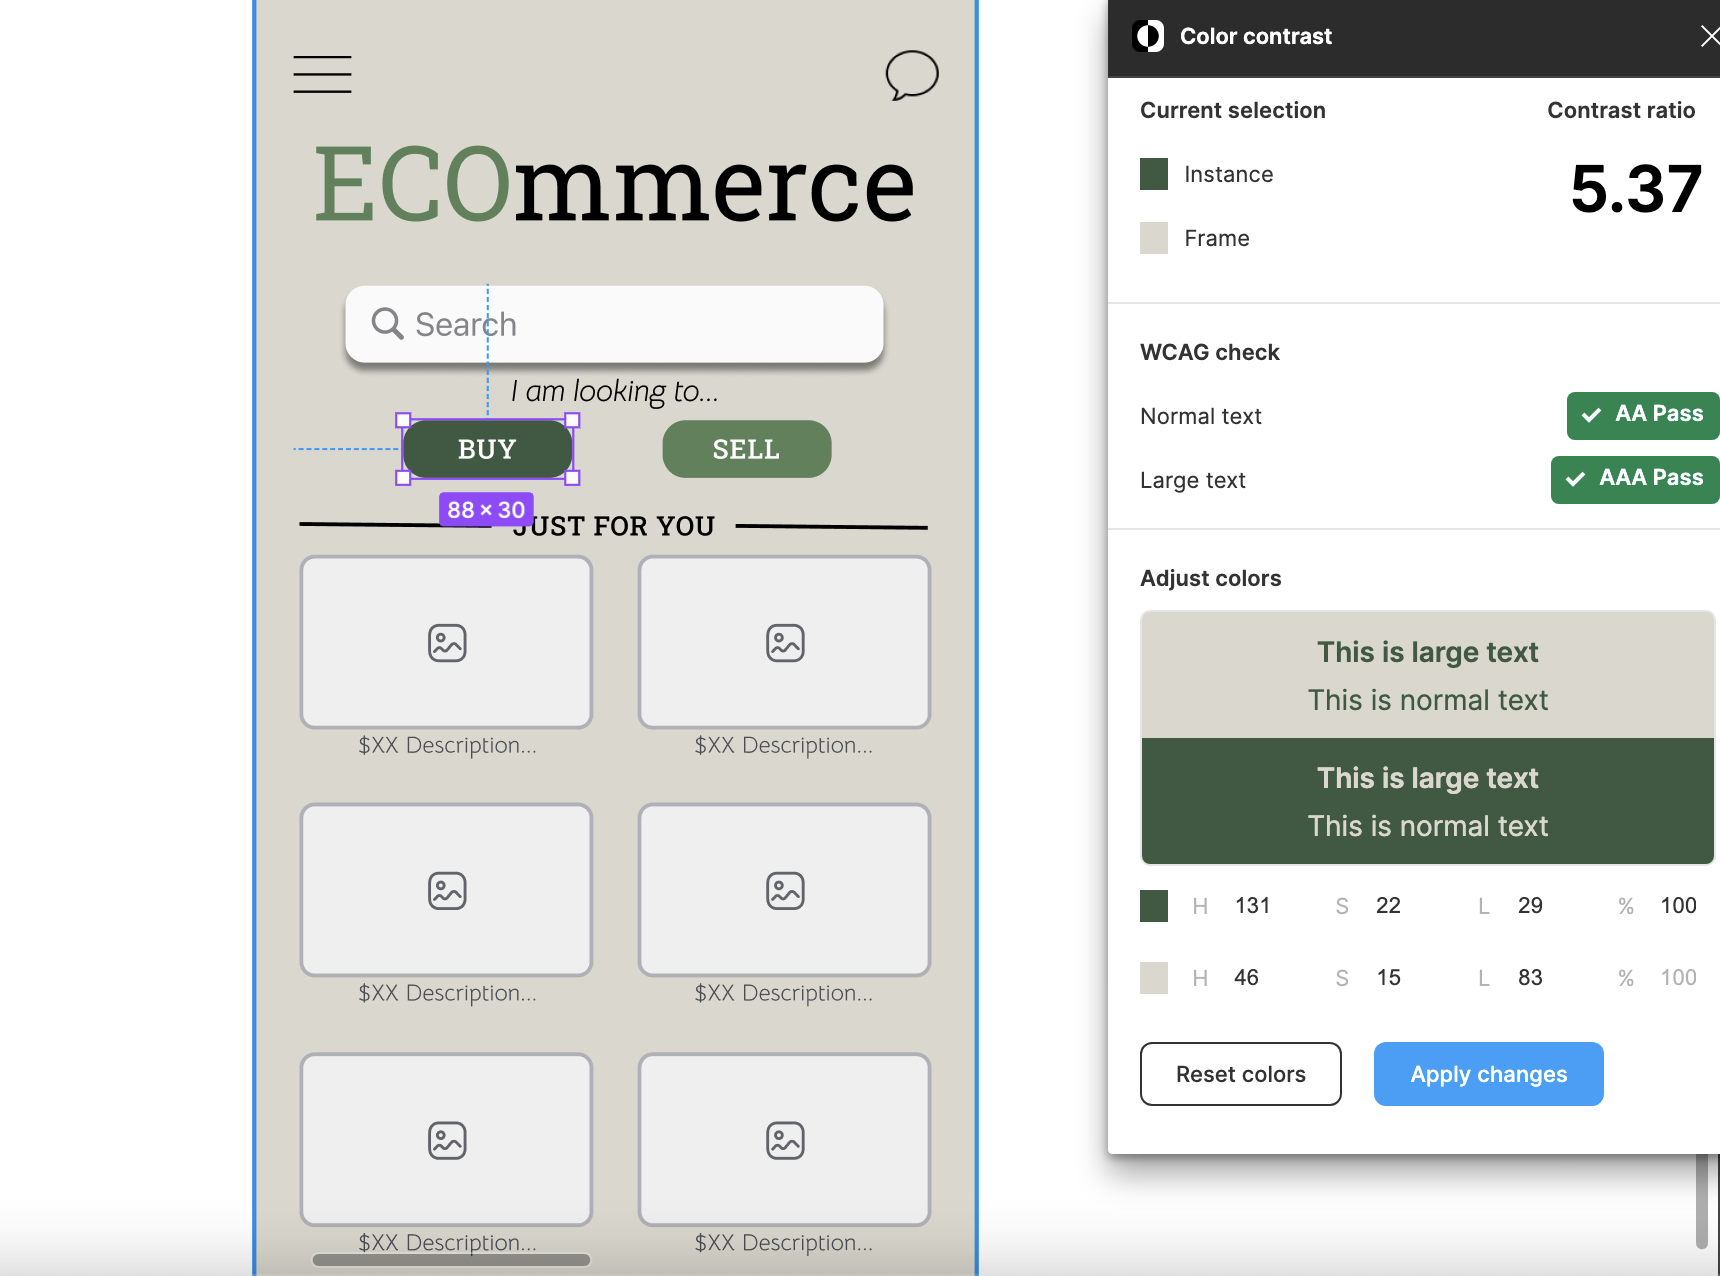 ECOmmerce
Search
I am looking to...
BUY
SELL
88 × 30
JUST FOR YOU
$XX Description...
$XX Description...
$XX Description...
$XX Description...
$XX Description...
$XX Description...
Color contrast
Current selection
Contrast ratio
Instance
5.37
Frame
WCAG check
Normal text
AA Pass
Large text
AAA Pass
Adjust colors
This is large text
This is normal text
This is large text
This is normal text
H 131 S 22 L 29 % 100
H 46 S 15 L 83 % 100
Reset colors
Apply changes